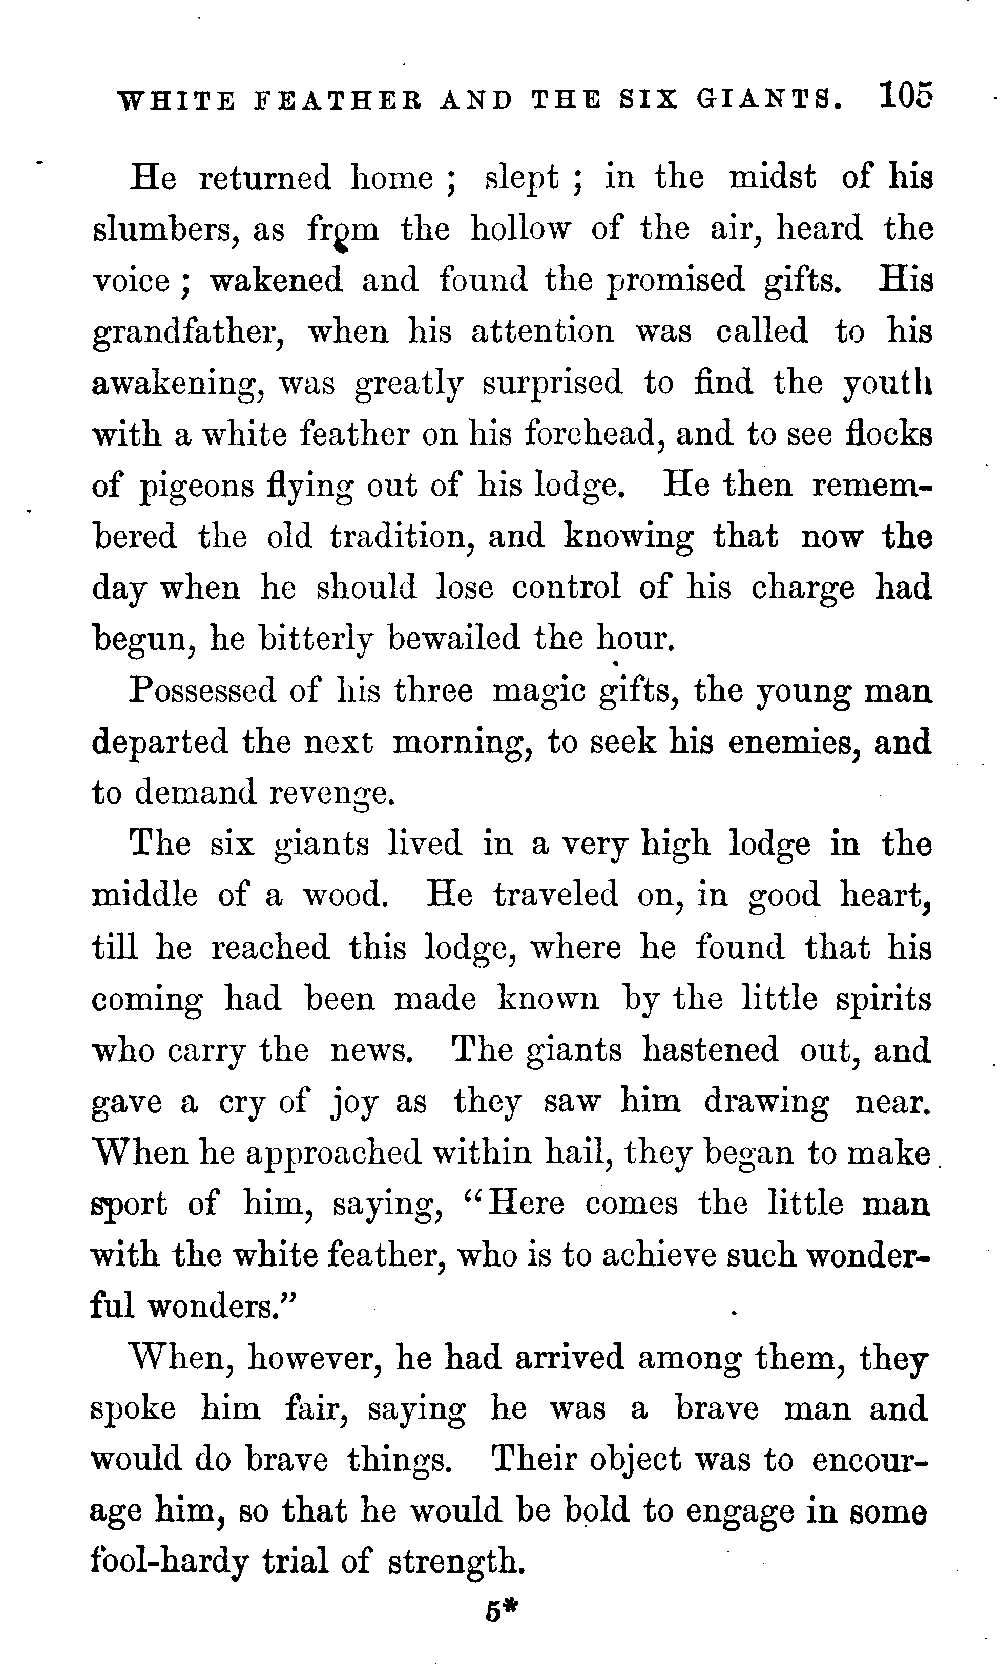 WHITE FEATHER AND THE SIX GIANTS. 105
He returned home ; slept ; in the midst of his
slumbers, as from the hollow of the air, heard the
voice ; wakened and found the promised gifts. His
grandfather, when his attention was called to his
awakening, was greatly surprised to find the youth
with a white feather on his forehead, and to see flocks
of pigeons flying out of his lodge. He then remem-
bered the old tradition, and knowing that now the
day when he should lose control of his charge had
begun, he bitterly bewailed the hour.
Possessed of his three magic gifts, the young man
departed the next morning, to seek his enemies, and
to demand revenge.
The six giants lived in a very high lodge in the
middle of a wood. He traveled on, in good heart,
till he reached this lodge, where he found that his
coming had been made known by the little spirits
who carry the news. The giants hastened out, and
gave a cry of joy as they saw him drawing near.
When he approached within hail, they began to make
sport of him, saying, "Here comes the little man
with the white feather, who is to achieve such wonder-
ful wonders."
When, however, he had arrived among them, they
spoke him fair, saying he was a brave man and
would do brave things. Their object was to encour-
age him, so that he would be bold to engage in some
fool-hardy trial of strength.
5*